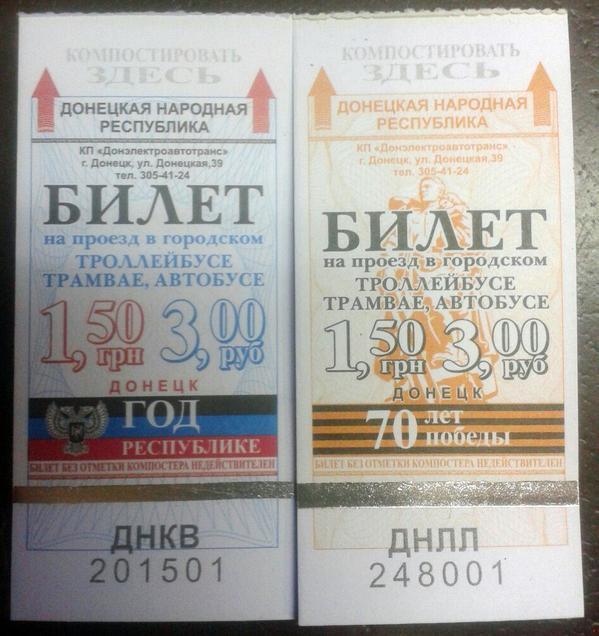 КОМПОСТИРОВАТЬ
ЗДЕСЬ
ДОНЕЦКАЯ НАРОДНАЯ
РЕСПУБЛИКА
КП «Донэлектроавтотранс»
г. Донецк, ул. Донецкая,39
тел. 305-41-24
БИЛЕТ
на проезд в городском
ТРОЛЛЕЙБУСЕ
ТРАМВАЕ, АВТОБУСЕ
1,50 грн 3,00 руб
ДОНЕЦК
ГОД
РЕСПУБЛИКЕ
БИЛЕТ БЕЗ ОТМЕТКИ КОМПОСТЕРА НЕДЕЙСТВИТЕЛЕН
ДНКВ
201501
КОМПОСТИРОВАТЬ
ЗДЕСЬ
ДОНЕЦКАЯ НАРОДНАЯ
РЕСПУБЛИКА
КП «Донэлектроавтотранс»
г. Донецк, ул. Донецкая,39
тел. 305-41-24
БИЛЕТ
на проезд в городском
ТРОЛЛЕЙБУСЕ
ТРАМВАЕ, АВТОБУСЕ
1,50 грн 3,00 руб
ДОНЕЦК
70 лет
победы
БИЛЕТ БЕЗ ОТМЕТКИ КОМПОСТЕРА НЕДЕЙСТВИТЕЛЕН
ДНЛЛ
248001